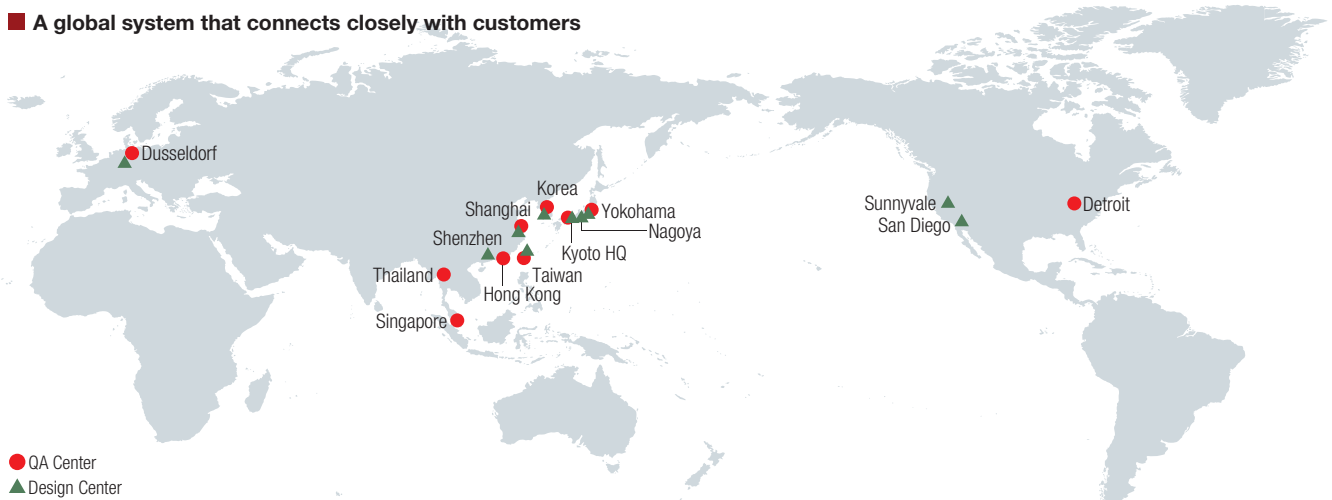 A global system that connects closely with customers
Dusseldorf
Korea
Shanghai
Yokohama
Nagoya
Shenzhen
Kyoto HQ
Thailand
Taiwan
Hong Kong
Singapore
Sunnyvale
Detroit
San Diego
QA Center
Design Center